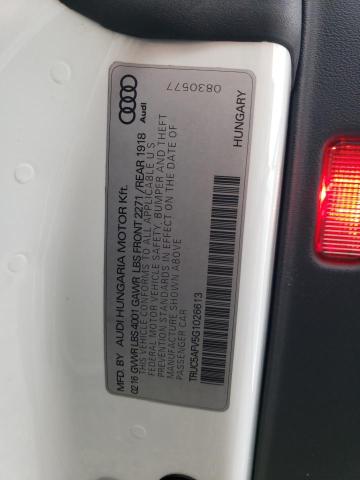 Audi
0830577
MFD. BY AUDI HUNGARIA MOTOR Kft.
0216 GVWR LBS 4001 GAWR LBS FRONT 2271 / REAR 1918
THIS VEHICLE CONFORMS TO ALL APPLICABLE U S
FEDERAL MOTOR VEHICLE SAFETY, BUMPER AND THEFT
PREVENTION STANDARDS IN EFFECT ON THE DATE OF
MANUFACTURE SHOWN ABOVE
PASSENGER CAR
TRUC5AFV5G1026613
HUNGARY